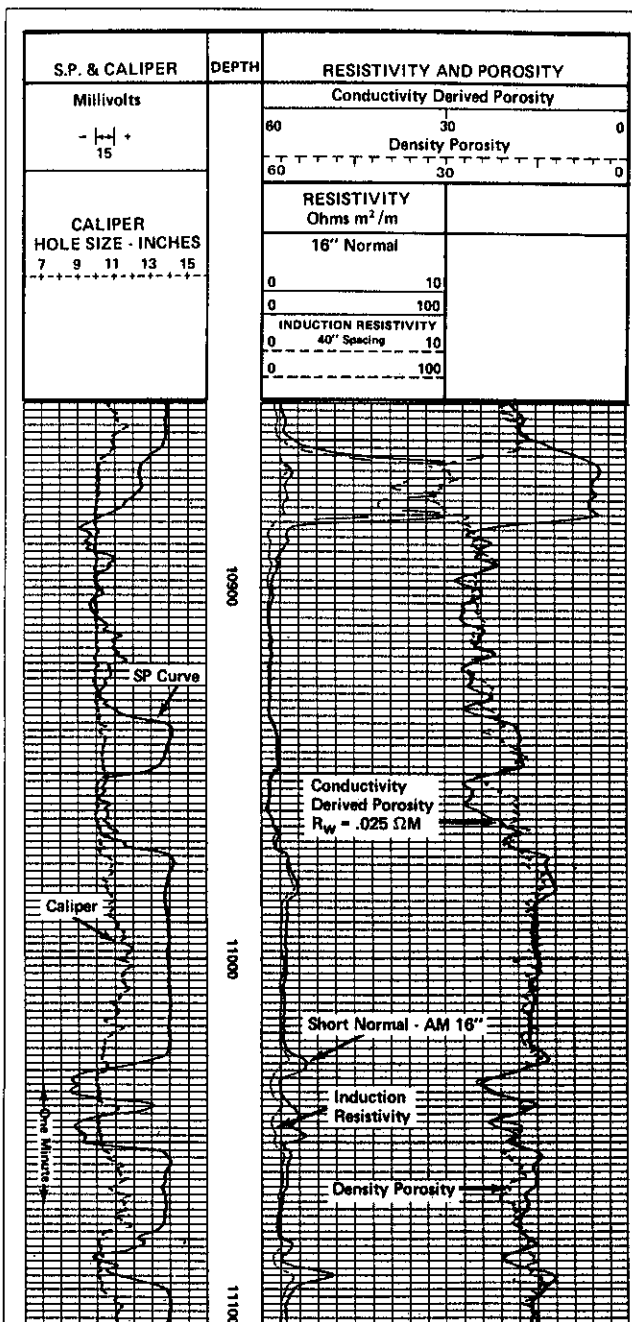 S.P. & CALIPER
DEPTH
RESISTIVITY AND POROSITY
Millivolts
- +
15
Conductivity Derived Porosity
60 30 0
Density Porosity
60 30 0
CALIPER
HOLE SIZE - INCHES
7 9 11 13 15
RESISTIVITY
Ohms m²/m
16" Normal
0 10
0 100
INDUCTION RESISTIVITY
40" Spacing
0 10
0 100
10900
SP Curve
Conductivity
Derived Porosity
Rw = .025 ΩM
Caliper
11000
Short Normal - AM 16"
Induction
Resistivity
One Minute
Density Porosity
11100